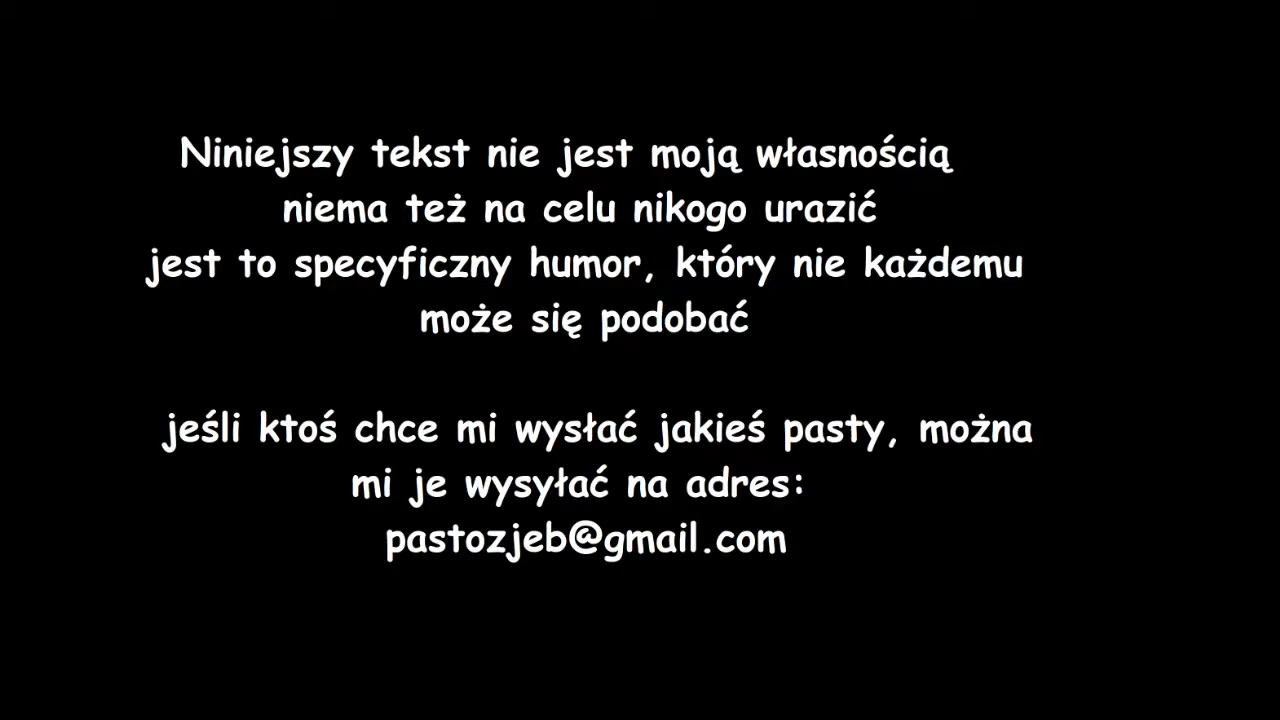 Niniejszy tekst nie jest moją własnością
niema też na celu nikogo urazić
jest to specyficzny humor, który nie każdemu
może się podobać
jeśli ktoś chce mi wysłać jakieś pasty, można
mi je wysyłać na adres:
pastozjeb@gmail.com